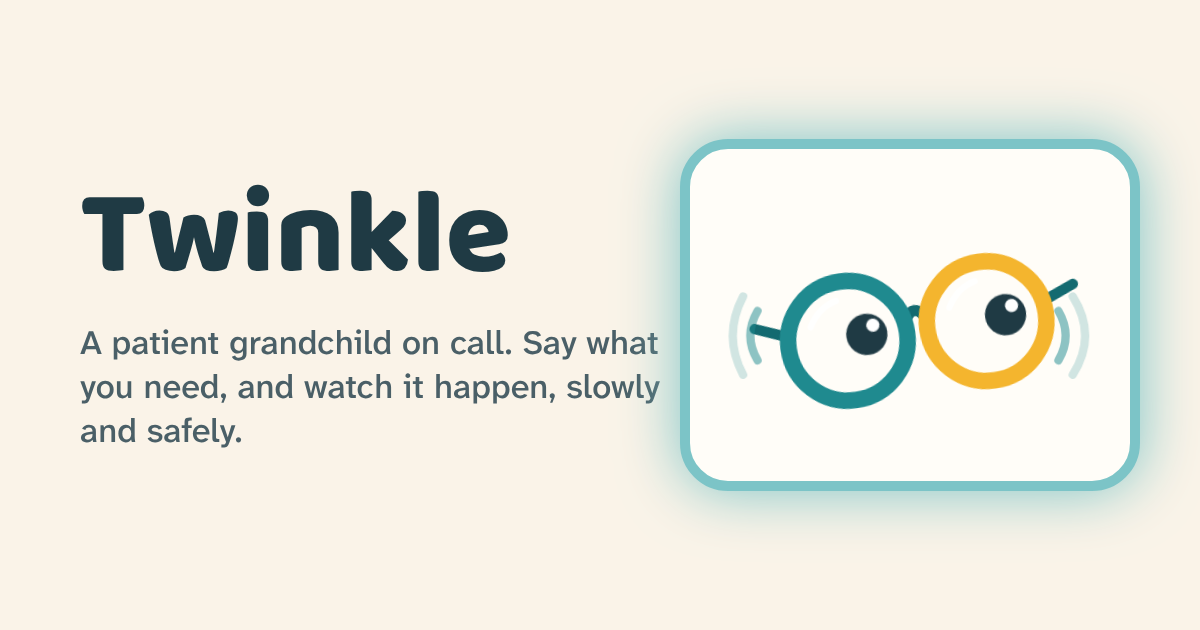 Twinkle
A patient grandchild on call. Say what
you need, and watch it happen, slowly
and safely.